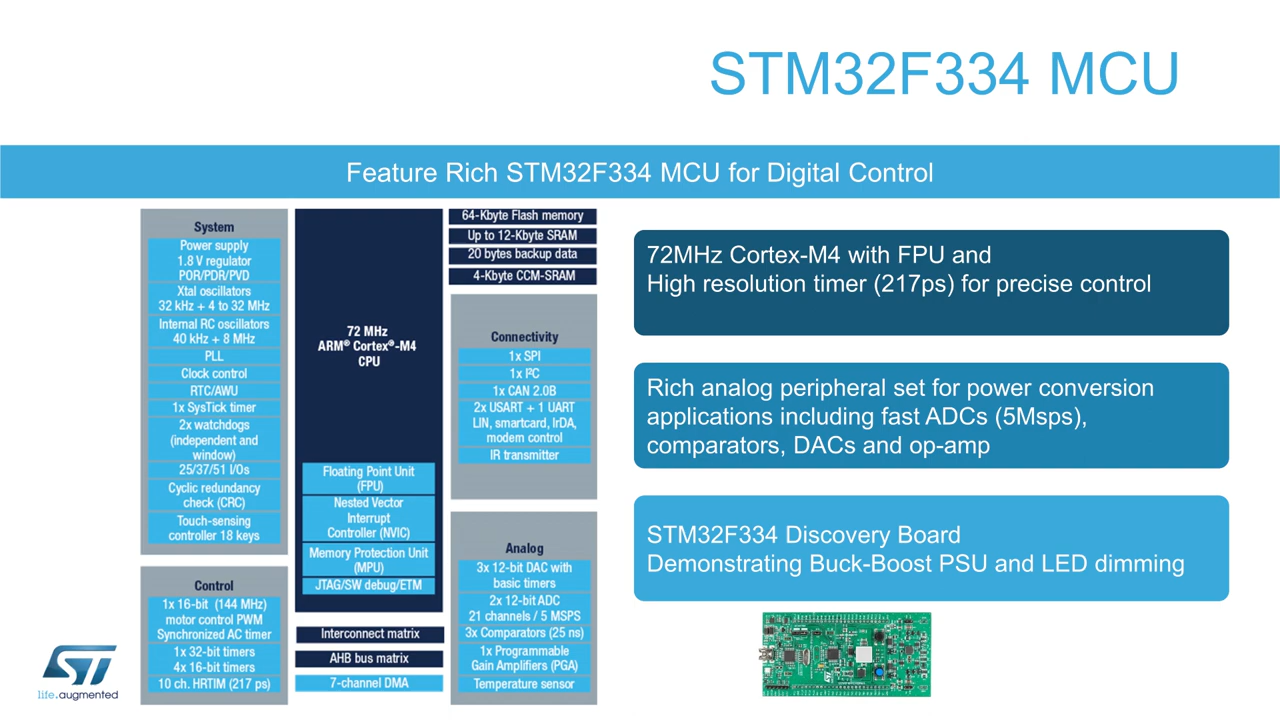 STM32F334 MCU
Feature Rich STM32F334 MCU for Digital Control
System
Power supply
1.8 V regulator
POR/PDR/PVD
Xtal oscillators
32 kHz + 4 to 32 MHz
Internal RC oscillators
40 kHz + 8 MHz
PLL
Clock control
RTC/AWU
1x SysTick timer
2x watchdogs
(independent and
window)
25/37/51 I/Os
Cyclic redundancy
check (CRC)
Touch-sensing
controller 18 keys
Control
1x 16-bit (144 MHz)
motor control PWM
Synchronized AC timer
1x 32-bit timers
4x 16-bit timers
10 ch. HRTIM (217 ps)
72 MHz
ARM® Cortex®-M4
CPU
Floating Point Unit
(FPU)
Nested Vector
Interrupt
Controller (NVIC)
Memory Protection Unit
(MPU)
JTAG/SW debug/ETM
Interconnect matrix
AHB bus matrix
7-channel DMA
64-Kbyte Flash memory
Up to 12-Kbyte SRAM
20 bytes backup data
4-Kbyte CCM-SRAM
Connectivity
1x SPI
1x I²C
1x CAN 2.0B
2x USART + 1 UART
LIN, smartcard, IrDA,
modem control
IR transmitter
Analog
3x 12-bit DAC with
basic timers
2x 12-bit ADC
21 channels / 5 MSPS
3x Comparators (25 ns)
1x Programmable
Gain Amplifiers (PGA)
Temperature sensor
72MHz Cortex-M4 with FPU and
High resolution timer (217ps) for precise control
Rich analog peripheral set for power conversion
applications including fast ADCs (5Msps),
comparators, DACs and op-amp
STM32F334 Discovery Board
Demonstrating Buck-Boost PSU and LED dimming
ST
life.augmented